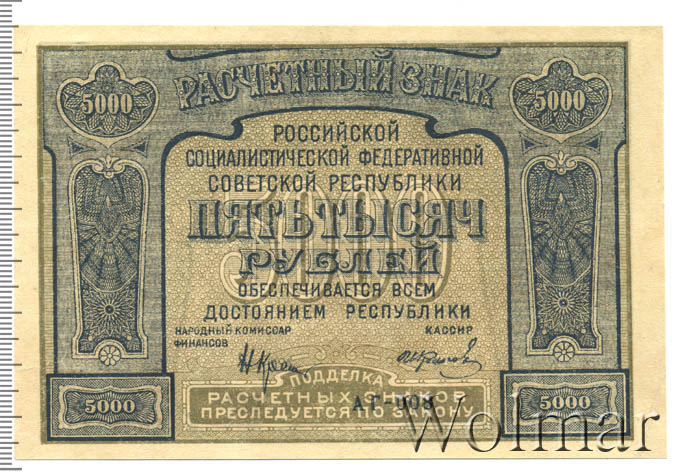 РАСЧЕТНЫЙ ЗНАК
5000 5000
РОССИЙСКОЙ
СОЦИАЛИСТИЧЕСКОЙ ФЕДЕРАТИВНОЙ
СОВЕТСКОЙ РЕСПУБЛИКИ
5000
ПЯТЬ ТЫСЯЧ
РУБЛЕЙ
ОБЕСПЕЧИВАЕТСЯ ВСЕМ
ДОСТОЯНИЕМ РЕСПУБЛИКИ
НАРОДНЫЙ КОМИССАР КАССИР
ФИНАНСОВ
ПОДДЕЛКА
РАСЧЕТНЫХ ЗНАКОВ
ПРЕСЛЕДУЕТСЯ ПО ЗАКОНУ
5000 5000
Wolmar